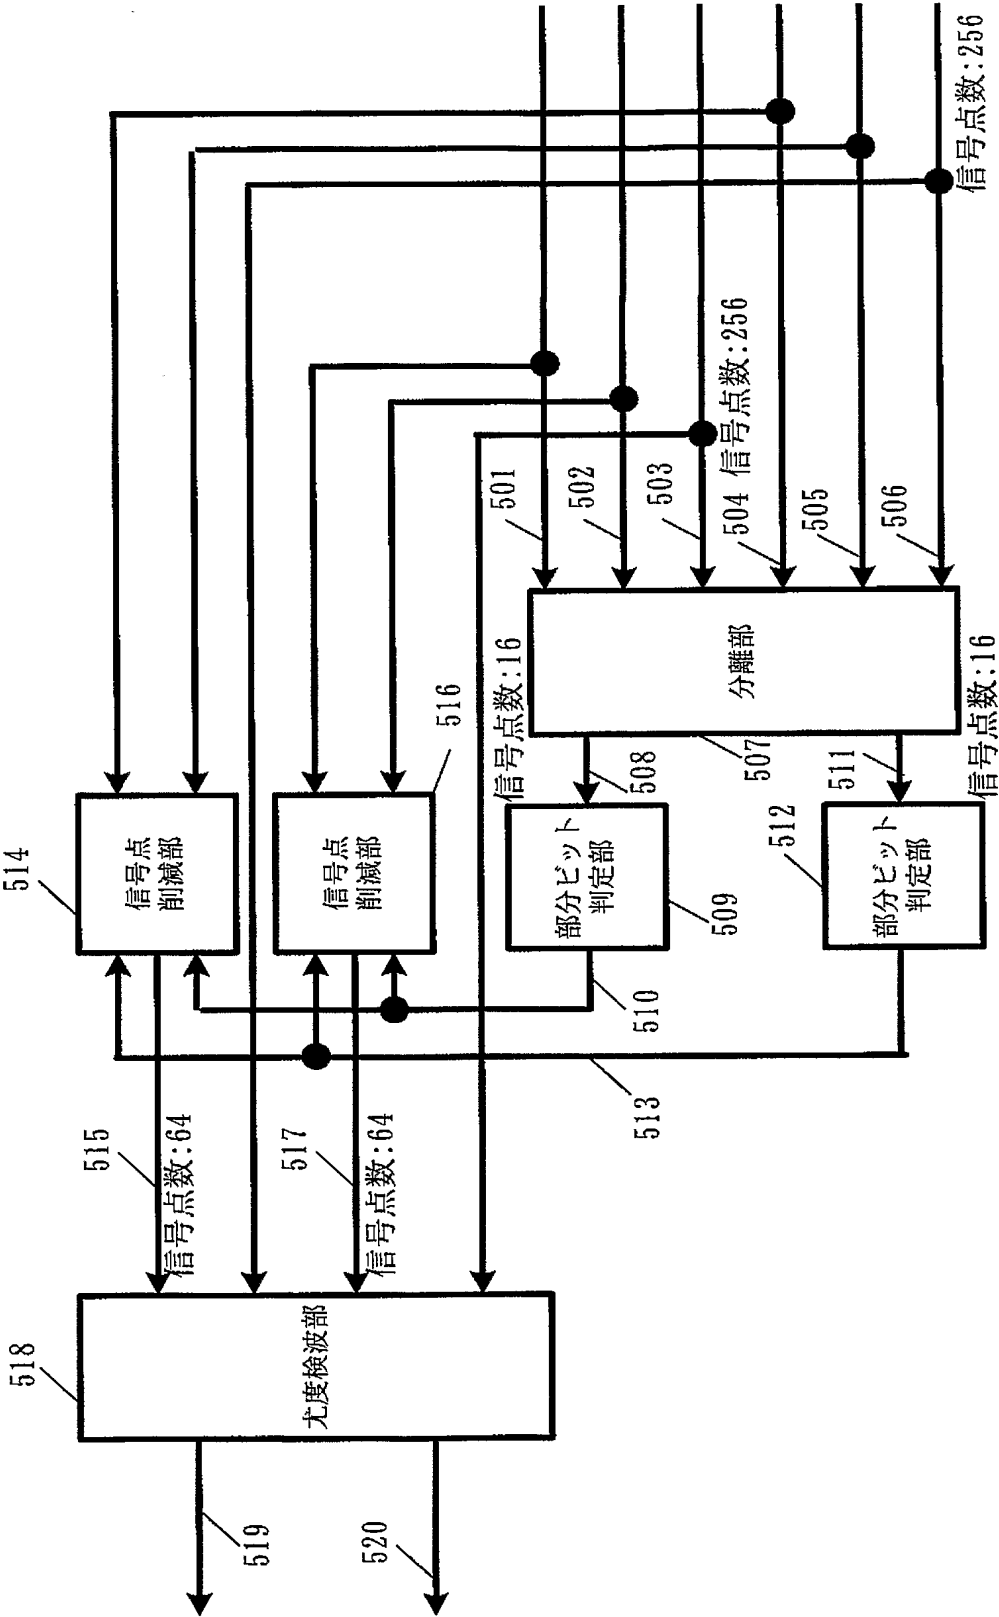 501
502
503
信号点数:256
504
505
506
信号点数:256
分離部
507
信号点数:16
508
部分ビット
判定部
509
510
511
信号点数:16
部分ビット
判定部
512
513
信号点
削減部
514
515
信号点数:64
信号点
削減部
516
517
信号点数:64
尤度検波部
518
519
520